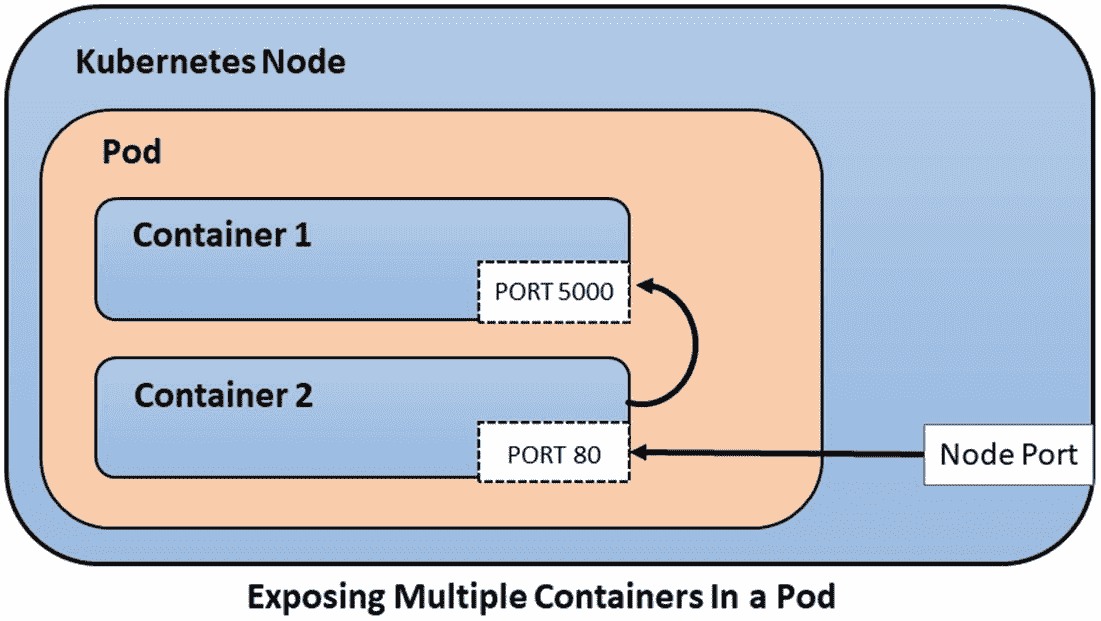 Kubernetes Node
Pod
Container 1
PORT 5000
Container 2
PORT 80
Node Port
Exposing Multiple Containers In a Pod